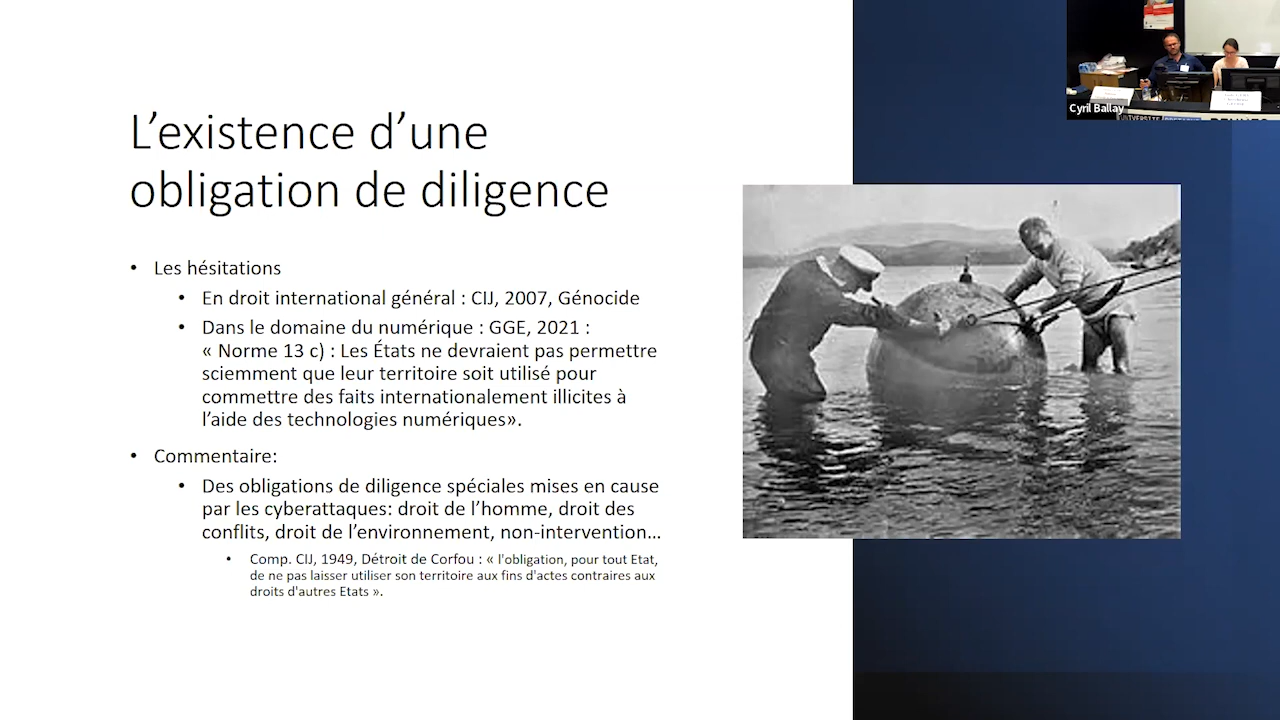 L’existence d’une
obligation de diligence
• Les hésitations
• En droit international général : CIJ, 2007, Génocide
• Dans le domaine du numérique : GGE, 2021 :
« Norme 13 c) : Les États ne devraient pas permettre
sciemment que leur territoire soit utilisé pour
commettre des faits internationalement illicites à
l’aide des technologies numériques».
• Commentaire:
• Des obligations de diligence spéciales mises en cause
par les cyberattaques: droit de l’homme, droit des
conflits, droit de l’environnement, non-intervention…
• Comp. CIJ, 1949, Détroit de Corfou : « l'obligation, pour tout Etat,
de ne pas laisser utiliser son territoire aux fins d'actes contraires aux
droits d'autres Etats ».
Cyril Ballay